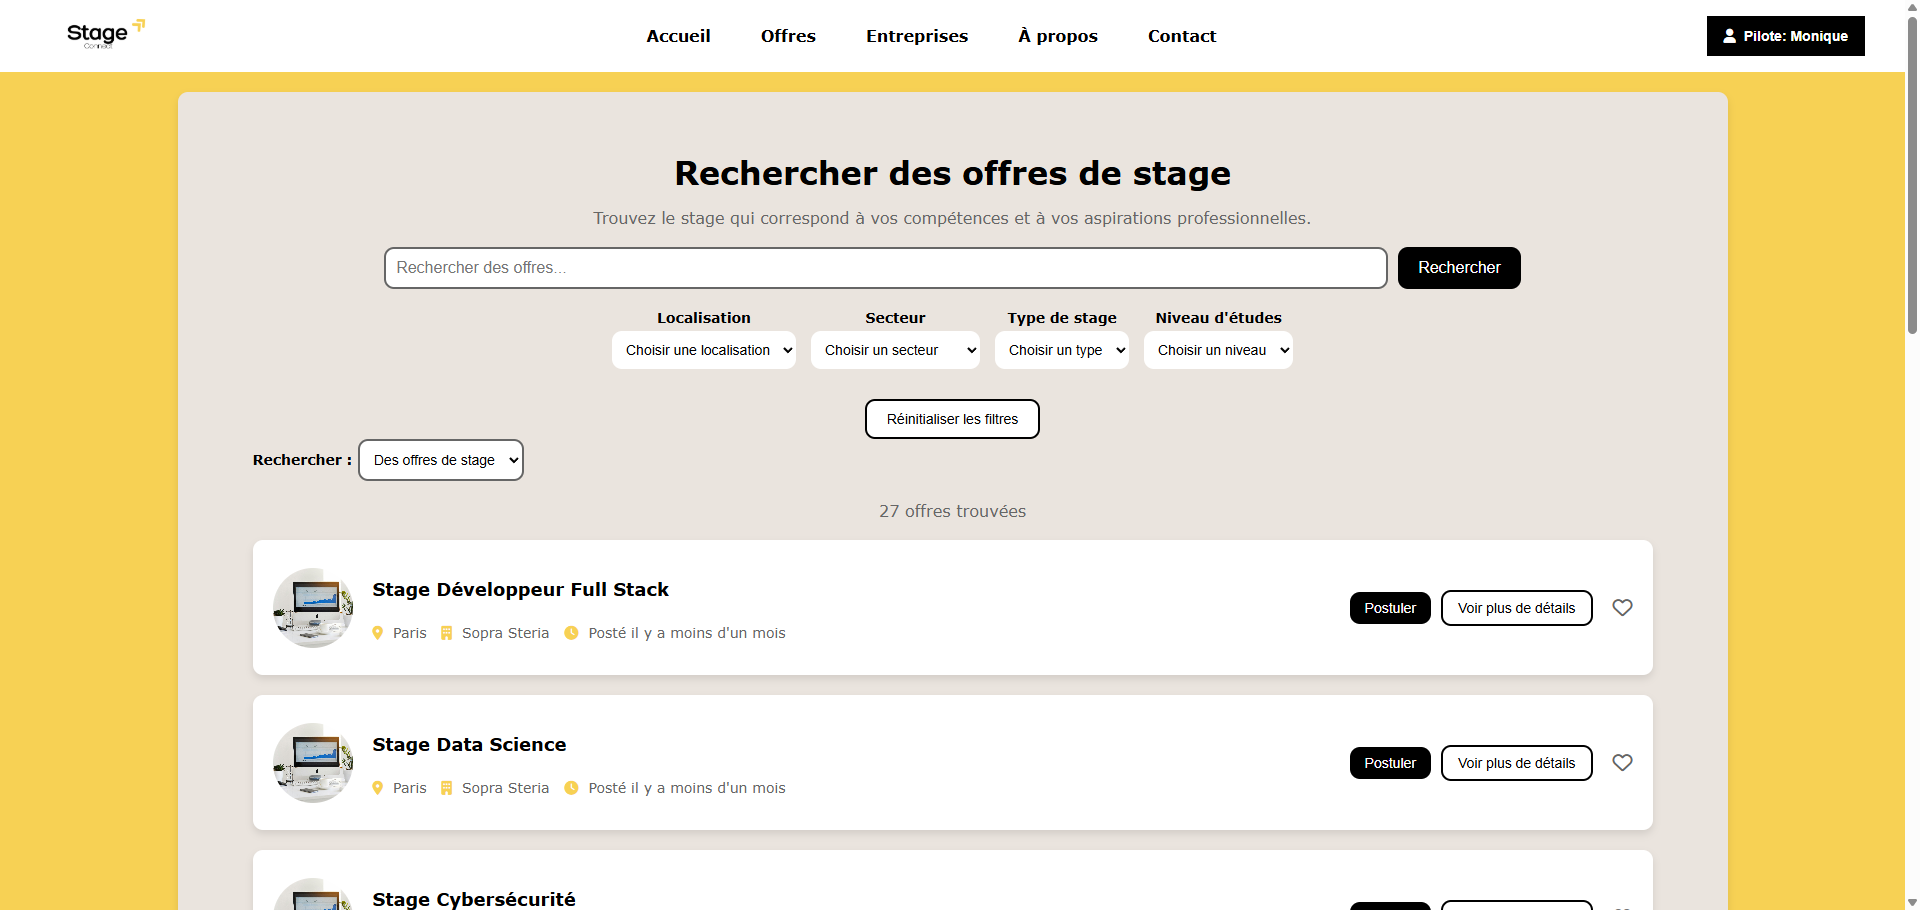 Stage
Connect
Accueil
Offres
Entreprises
À propos
Contact
Pilote: Monique
Rechercher des offres de stage
Trouvez le stage qui correspond à vos compétences et à vos aspirations professionnelles.
Rechercher des offres...
Rechercher
Localisation
Secteur
Type de stage
Niveau d'études
Choisir une localisation
Choisir un secteur
Choisir un type
Choisir un niveau
Réinitialiser les filtres
Rechercher :
Des offres de stage
27 offres trouvées
Stage Développeur Full Stack
Paris
Sopra Steria
Posté il y a moins d'un mois
Postuler
Voir plus de détails
Stage Data Science
Paris
Sopra Steria
Posté il y a moins d'un mois
Postuler
Voir plus de détails
Stage Cybersécurité